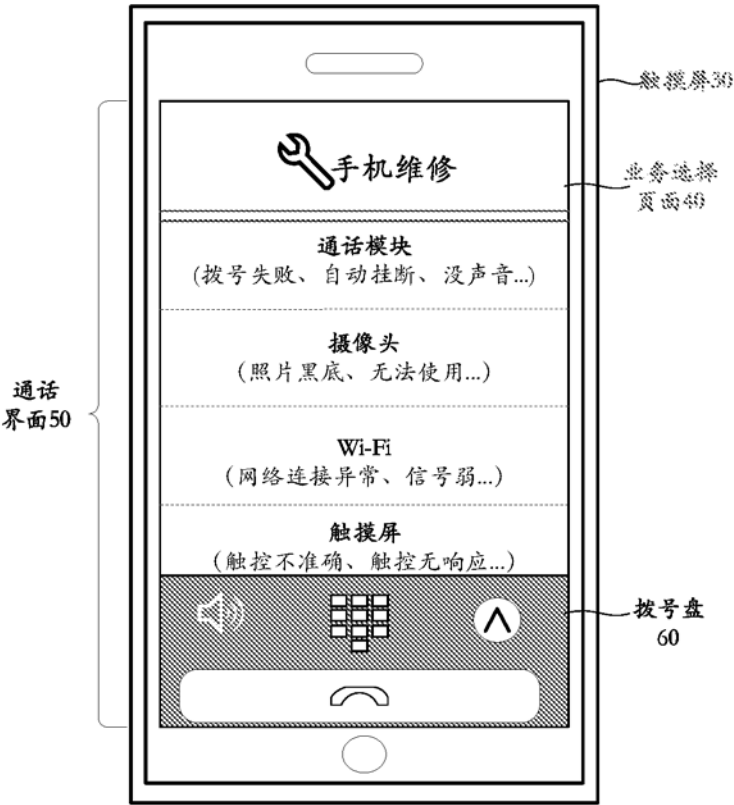 触摸屏30
手机维修
业务选择
页面40
通话模块
(拨号失败、自动挂断、没声音...)
摄像头
(照片黑底、无法使用...)
通话
界面50
Wi-Fi
(网络连接异常、信号弱...)
触摸屏
(触控不准确、触控无响应...)
拨号盘
60